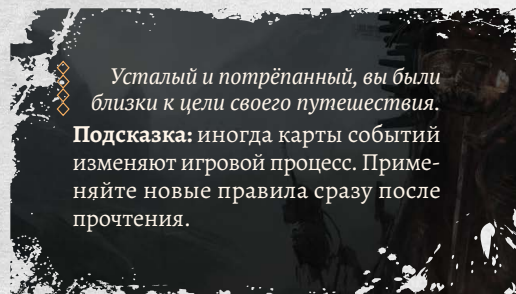 Усталый и потрёпанный, вы были
близки к цели своего путешествия.
Подсказка: иногда карты событий
изменяют игровой процесс. Приме-
няйте новые правила сразу после
прочтения.